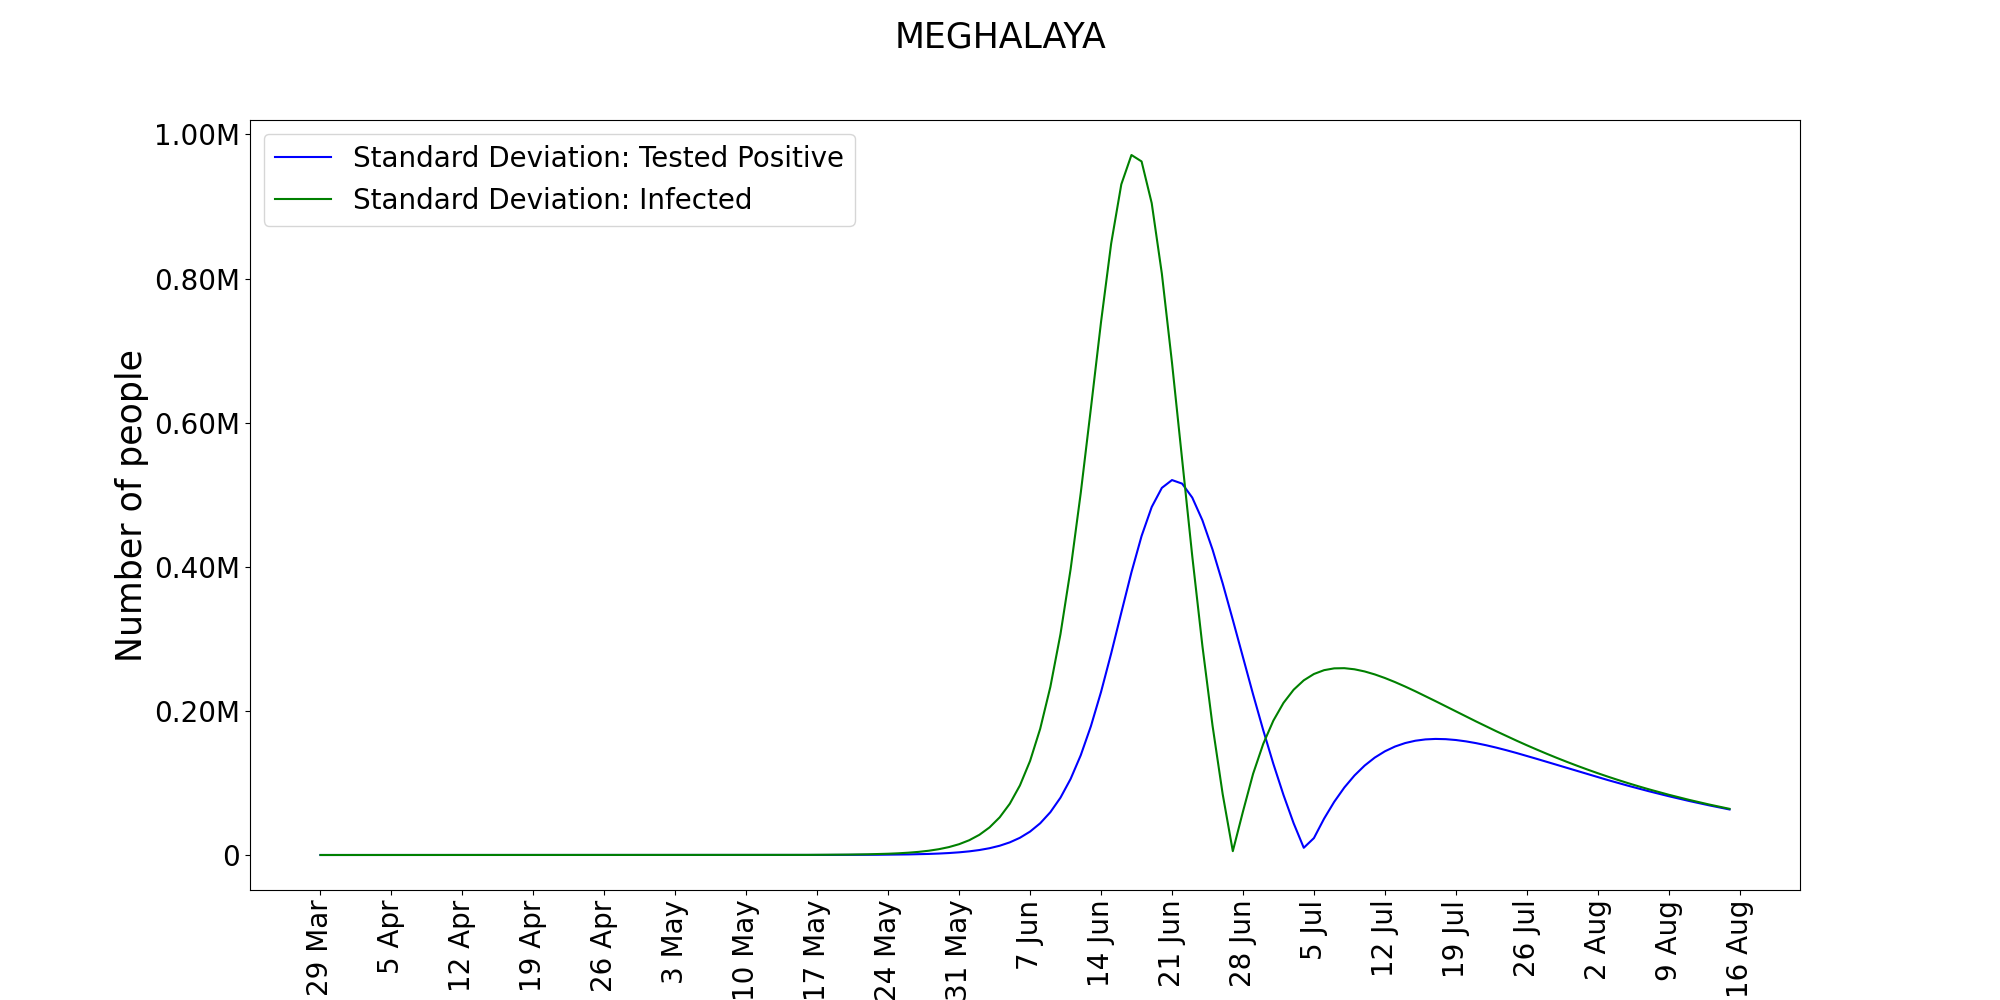 MEGHALAYA
1.00M
0.80M
0.60M
0.40M
0.20M
0
Number of people
Standard Deviation: Tested Positive
Standard Deviation: Infected
29 Mar
5 Apr
12 Apr
19 Apr
26 Apr
3 May
10 May
17 May
24 May
31 May
7 Jun
14 Jun
21 Jun
28 Jun
5 Jul
12 Jul
19 Jul
26 Jul
2 Aug
9 Aug
16 Aug